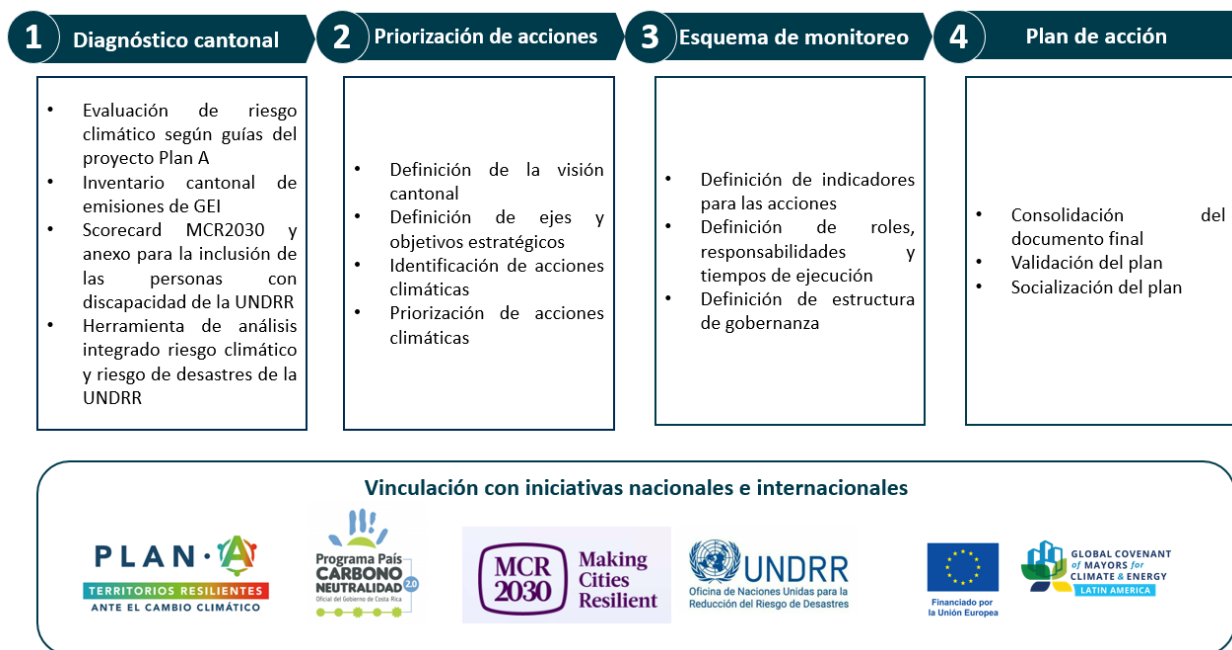 1 Diagnóstico cantonal
2 Priorización de acciones
3 Esquema de monitoreo
4 Plan de acción
• Evaluación de riesgo
climático según guías del
proyecto Plan A
• Inventario cantonal de
emisiones de GEI
• Scorecard MCR2030 y
anexo para la inclusión de
las personas con
discapacidad de la UNDRR
• Herramienta de análisis
integrado riesgo climático
y riesgo de desastres de la
UNDRR
• Definición de la visión
cantonal
• Definición de ejes y
objetivos estratégicos
• Identificación de acciones
climáticas
• Priorización de acciones
climáticas
• Definición de indicadores
para las acciones
• Definición de roles,
responsabilidades y
tiempos de ejecución
• Definición de estructura
de gobernanza
• Consolidación del
documento final
• Validación del plan
• Socialización del plan
Vinculación con iniciativas nacionales e internacionales
PLAN·A
TERRITORIOS RESILIENTES
ANTE EL CAMBIO CLIMÁTICO
Programa País
CARBONO
NEUTRALIDAD 2.0
Oficial del Gobierno de Costa Rica
MCR
2030
Making
Cities
Resilient
UNDRR
Oficina de Naciones Unidas para la
Reducción del Riesgo de Desastres
Financiado por
la Unión Europea
GLOBAL COVENANT
of MAYORS for
CLIMATE & ENERGY
LATIN AMERICA